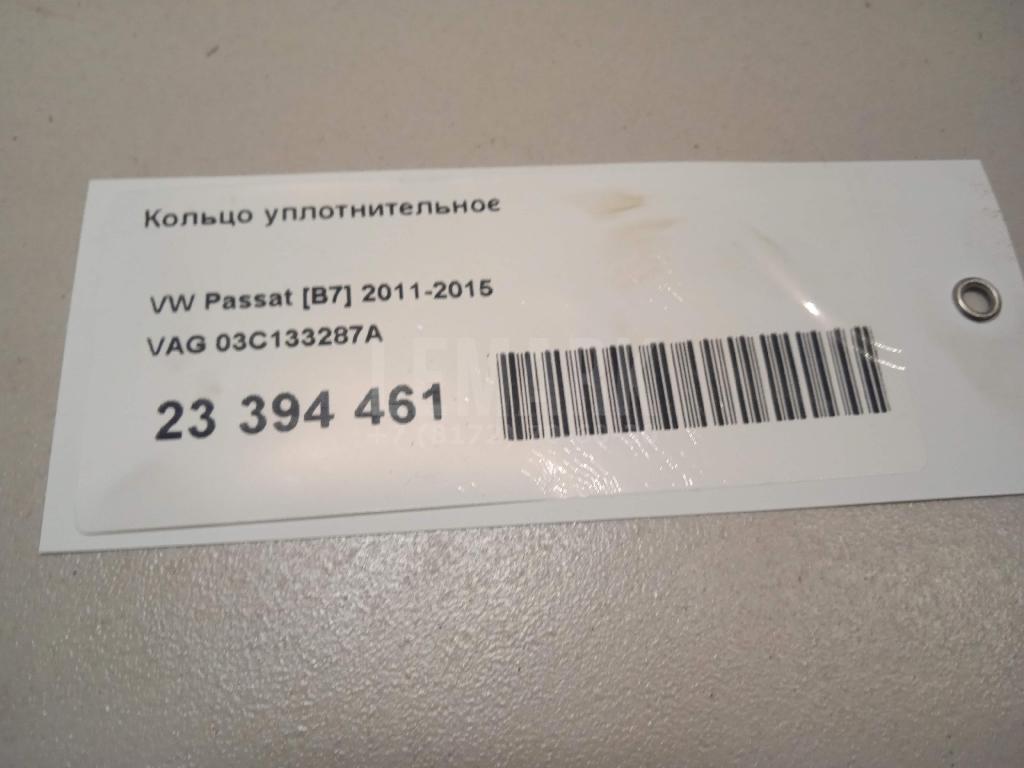 Кольцо уплотнительное
VW Passat [B7] 2011-2015
VAG 03C133287A
23 394 461